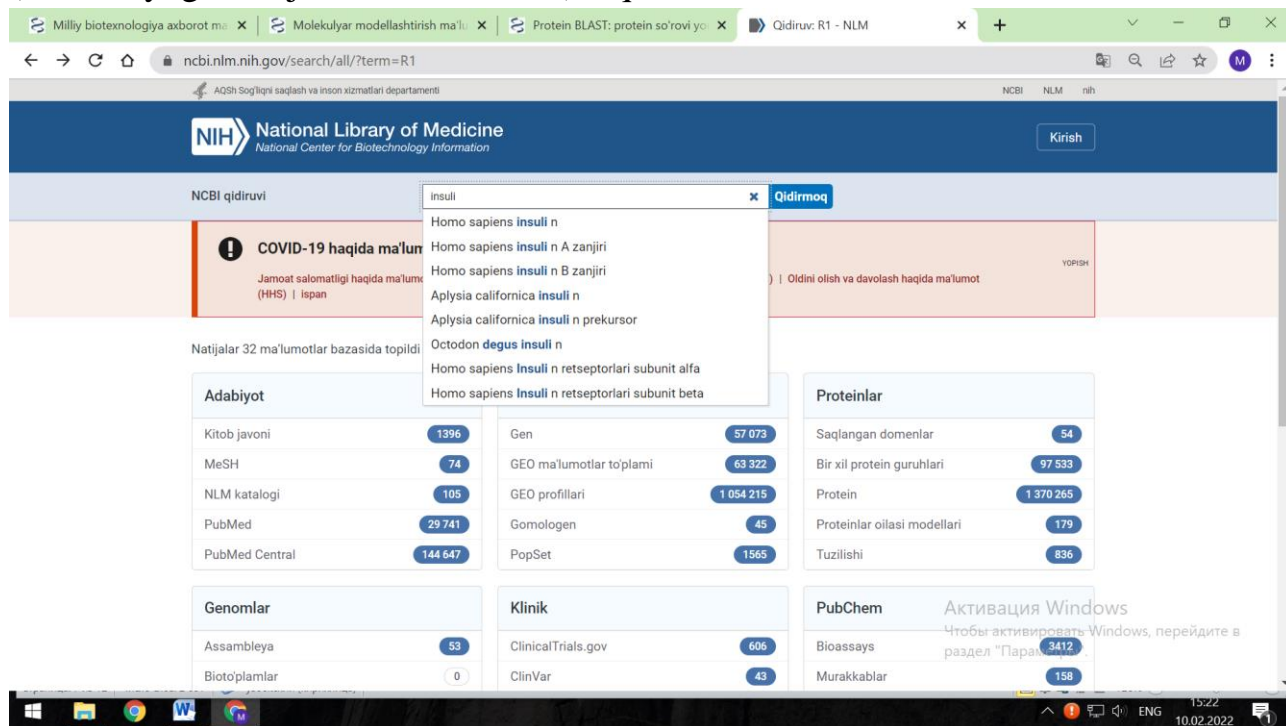 Milliy biotexnologiya axborot ma
Molekulyar modellashtirish ma'lu
Protein BLAST: protein so'rovi yo
Qidiruv: R1 - NLM
ncbi.nlm.nih.gov/search/all/?term=R1
M
AQSh Sog'liqni saqlash va inson xizmatlari departamenti
NCBI NLM nih
NIH National Library of Medicine
National Center for Biotechnology Information
Kirish
NCBI qidiruvi
insuli
Qidirmoq
Homo sapiens insuli n
Homo sapiens insuli n A zanjiri
Homo sapiens insuli n B zanjiri
Aplysia californica insuli n
Aplysia californica insuli n prekursor
Octodon degus insuli n
Homo sapiens Insuli n retseptorlari subunit alfa
Homo sapiens Insuli n retseptorlari subunit beta
COVID-19 haqida ma'lum
Jamoat salomatligi haqida ma'lumo
) | Oldini olish va davolash haqida ma'lumot
(HHS) | ispan
YOPISH
Natijalar 32 ma'lumotlar bazasida topildi
Adabiyot
Kitob javoni 1396
MeSH 74
NLM katalogi 105
PubMed 29 741
PubMed Central 144 647
Gen 57 073
GEO ma'lumotlar to'plami 63 322
GEO profillari 1 054 215
Gomologen 45
PopSet 1565
Proteinlar
Saqlangan domenlar 54
Bir xil protein guruhlari 97 533
Protein 1 370 265
Proteinlar oilasi modellari 179
Tuzilishi 836
Genomlar
Assambleya 53
Bioto'plamlar 0
Klinik
ClinicalTrials.gov 606
ClinVar 43
PubChem
Bioassays 3412
Murakkablar 158
Активация Windows
Чтобы активировать Windows, перейдите в
раздел "Параметры".
ENG
15:22
10.02.2022